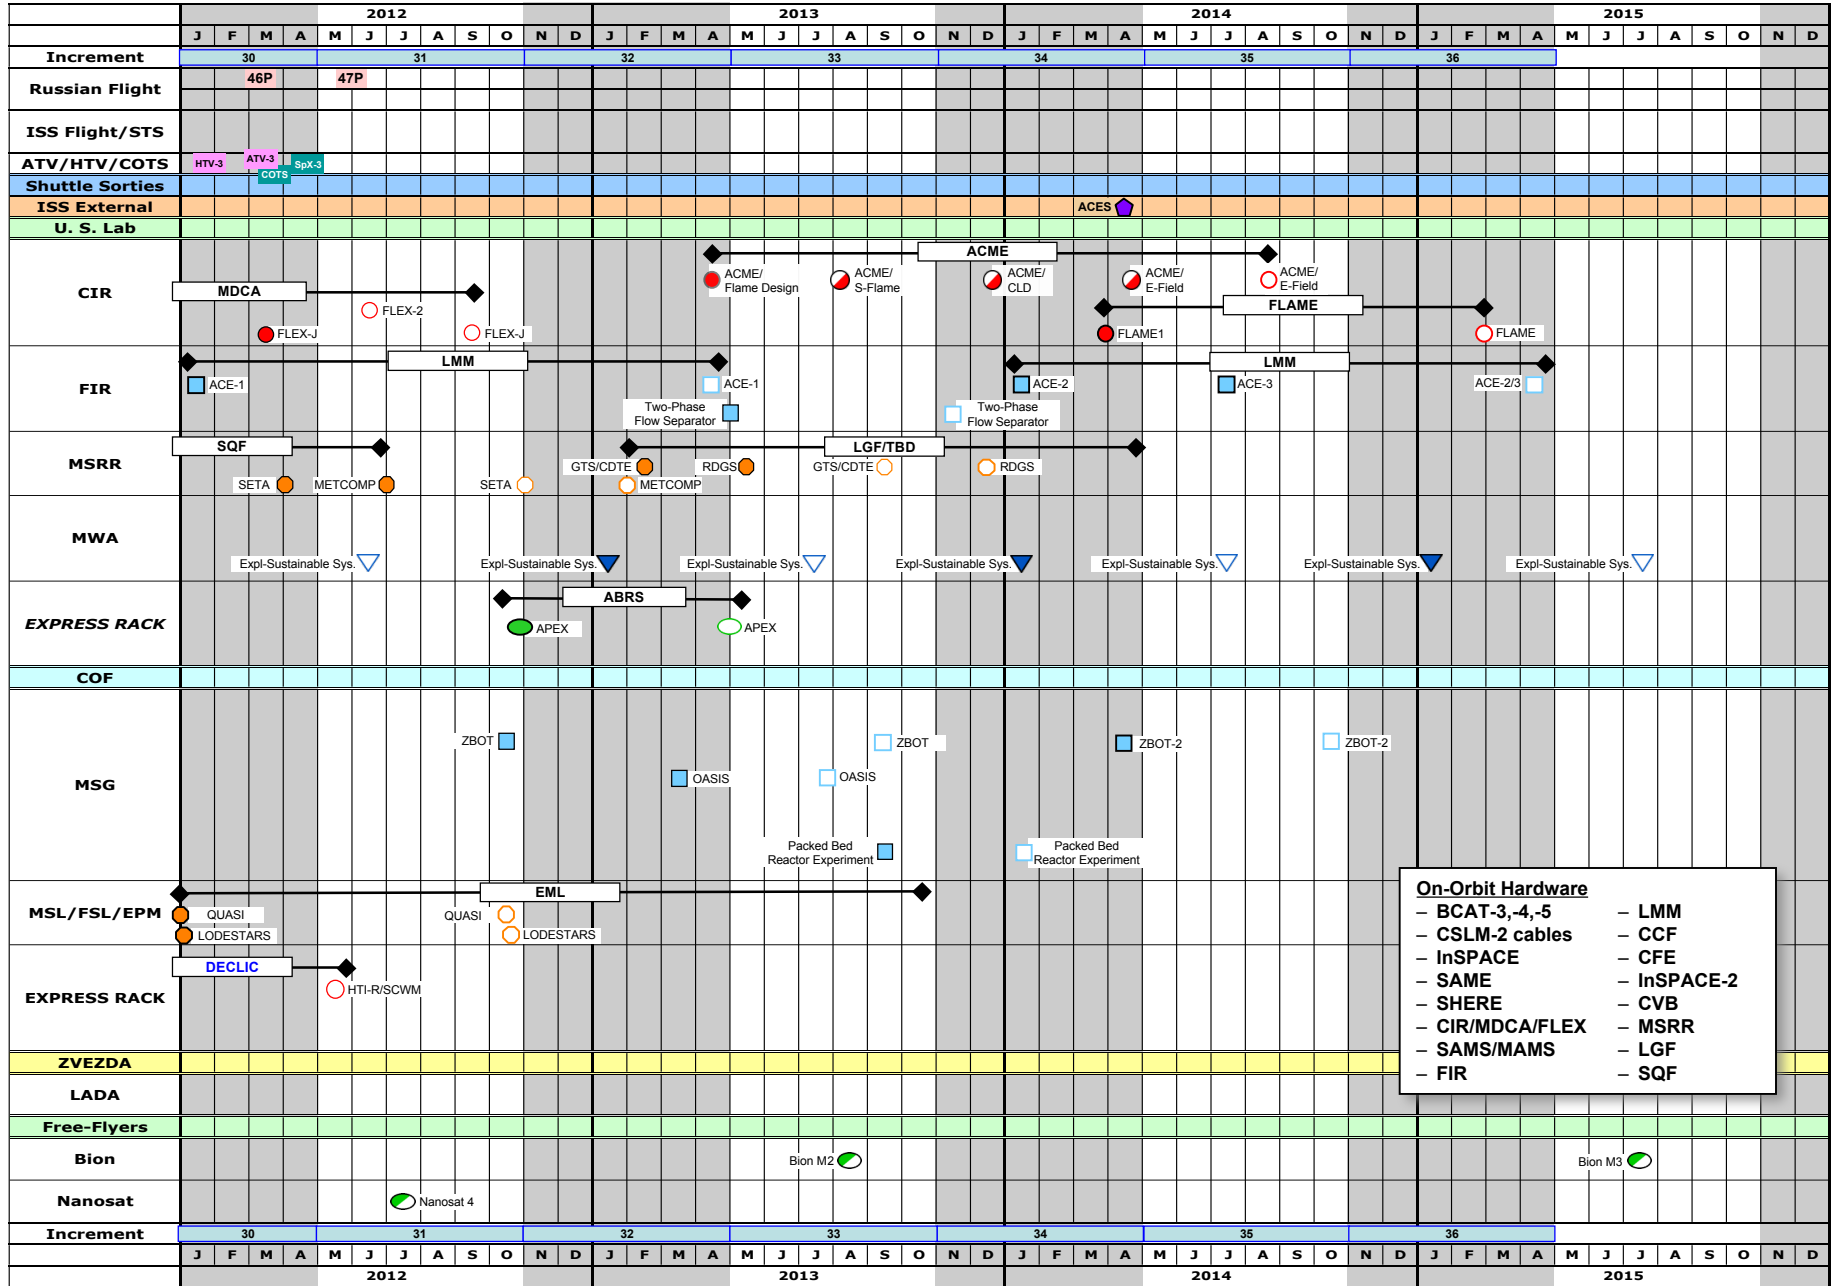 2012 2013 2014 2015
J F M A M J J A S O N D J F M A M J J A S O N D J F M A M J J A S O N D J F M A M J J A S O N D
Increment 30 31 32 33 34 35 36
Russian Flight 46P 47P
ISS Flight/STS
ATV/HTV/COTS HTV-3 ATV-3 COTS SpX-3
Shuttle Sorties
ISS External ACES
U. S. Lab
CIR
ACME
ACME/
Flame Design
ACME/
S-Flame
ACME/
CLD
ACME/
E-Field
ACME/
E-Field
MDCA
FLEX-2
FLAME
FLEX-J FLEX-J FLAME1 FLAME
FIR
LMM LMM
ACE-1 ACE-1 ACE-2 ACE-3 ACE-2/3
Two-Phase
Flow Separator
Two-Phase
Flow Separator
MSRR
SQF LGF/TBD
GTS/CDTE RDGS GTS/CDTE RDGS
SETA METCOMP SETA METCOMP
MWA
Expl-Sustainable Sys. Expl-Sustainable Sys. Expl-Sustainable Sys. Expl-Sustainable Sys. Expl-Sustainable Sys. Expl-Sustainable Sys. Expl-Sustainable Sys.
EXPRESS RACK
ABRS
APEX APEX
COF
MSG
ZBOT ZBOT ZBOT-2 ZBOT-2
OASIS OASIS
Packed Bed
Reactor Experiment
Packed Bed
Reactor Experiment
MSL/FSL/EPM
EML
QUASI QUASI
LODESTARS LODESTARS
EXPRESS RACK
DECLIC
HTI-R/SCWM
On-Orbit Hardware
– BCAT-3,-4,-5 – LMM
– CSLM-2 cables – CCF
– InSPACE – CFE
– SAME – InSPACE-2
– SHERE – CVB
– CIR/MDCA/FLEX – MSRR
– SAMS/MAMS – LGF
– FIR – SQF
ZVEZDA
LADA
Free-Flyers
Bion Bion M2 Bion M3
Nanosat Nanosat 4
Increment 30 31 32 33 34 35 36
J F M A M J J A S O N D J F M A M J J A S O N D J F M A M J J A S O N D J F M A M J J A S O N D
2012 2013 2014 2015